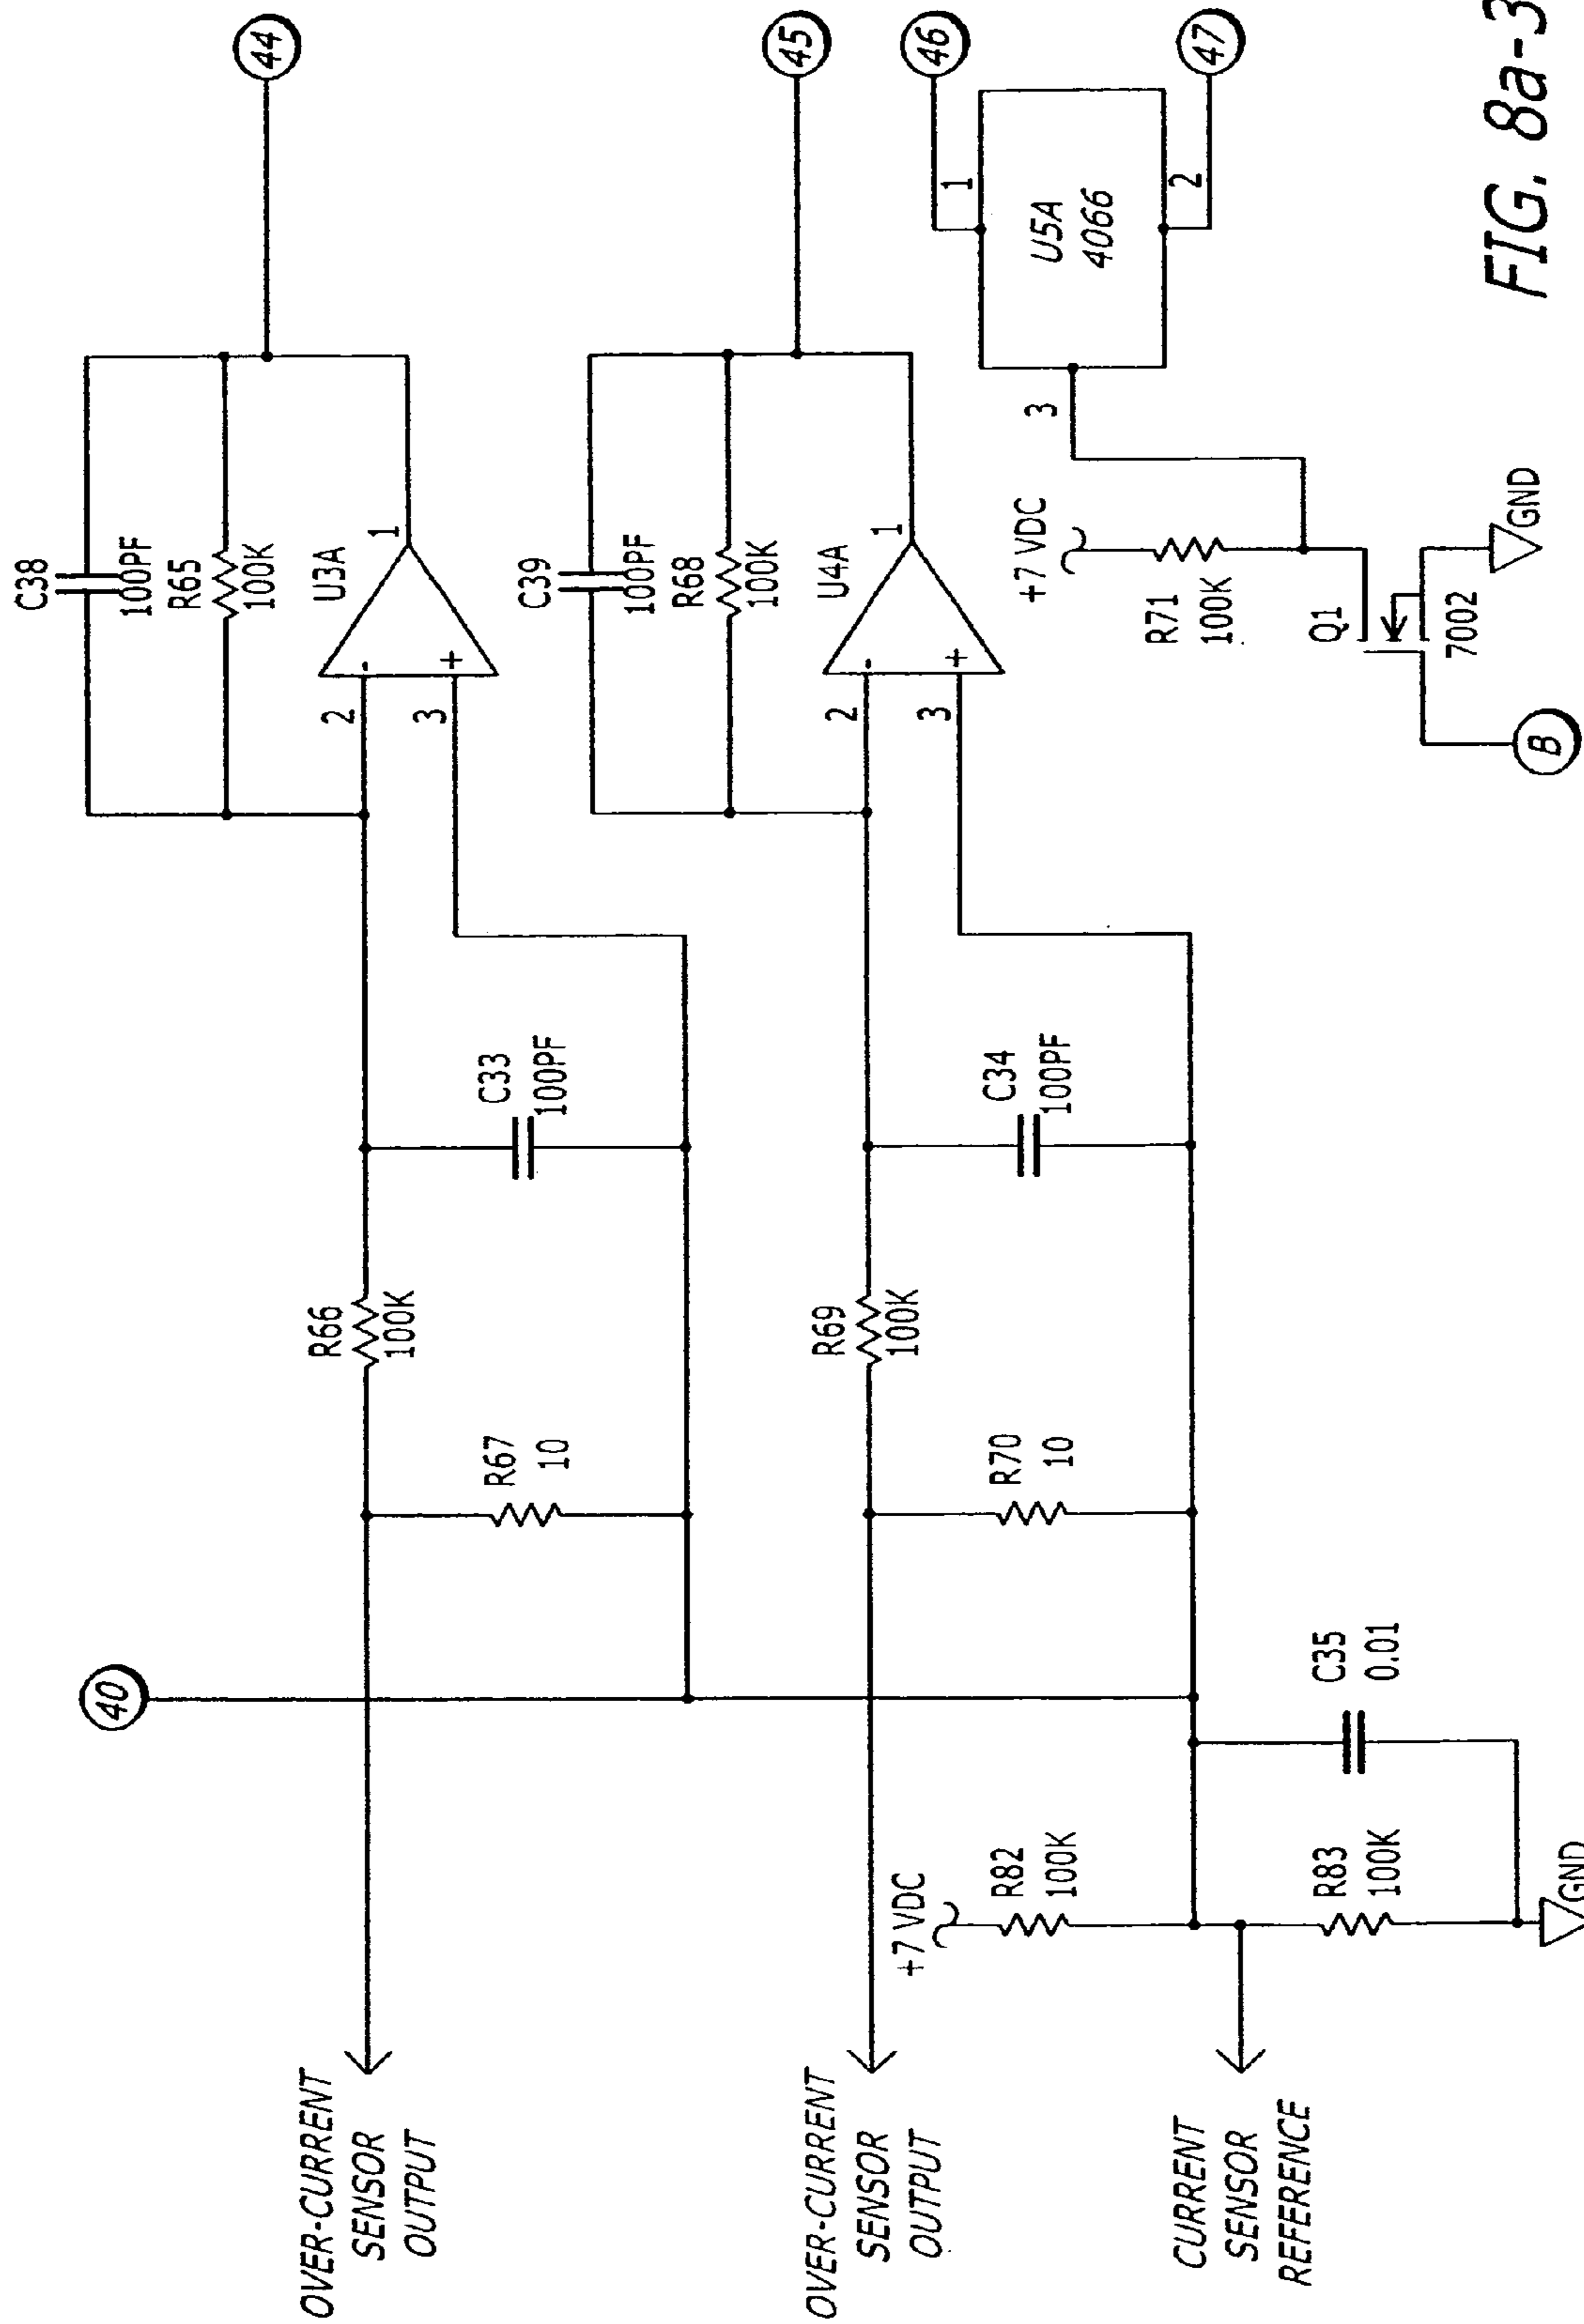 44
C38
100PF
R65
100K
U3A
2
-
3
+
1
R66
100K
C33
100PF
R67
10
40
OVER-CURRENT
SENSOR
OUTPUT
45
C39
100PF
R68
100K
U4A
2
-
3
+
1
R69
100K
C34
100PF
R70
10
OVER-CURRENT
SENSOR
OUTPUT
+7 VDC
R82
100K
R83
100K
C35
0.01
GND
CURRENT
SENSOR
REFERENCE
46
1
U5A
4066
2
47
3
+7 VDC
R71
100K
Q1
7002
GND
B
FIG. 8a-3